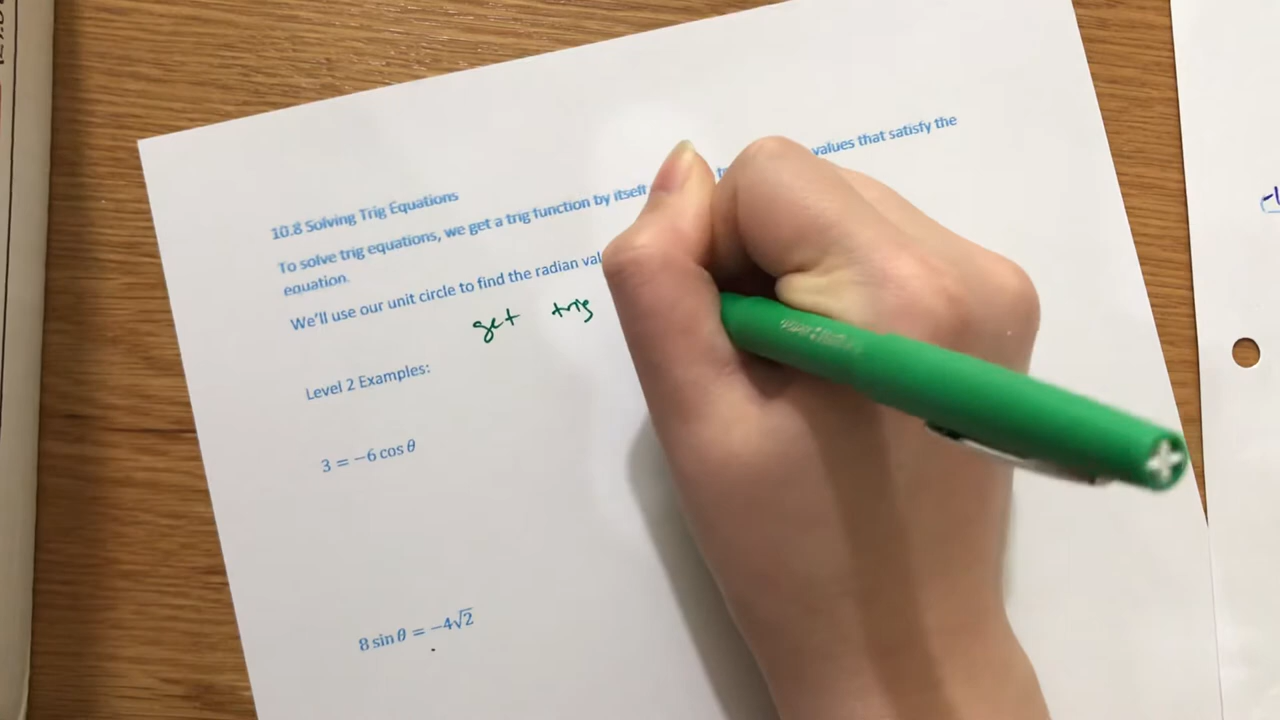 10.8 Solving Trig Equations
To solve trig equations, we get a trig function by itself values that satisfy the
equation.
We'll use our unit circle to find the radian
get trig
Level 2 Examples:
3 = −6 cos θ
8 sin θ = −4√2